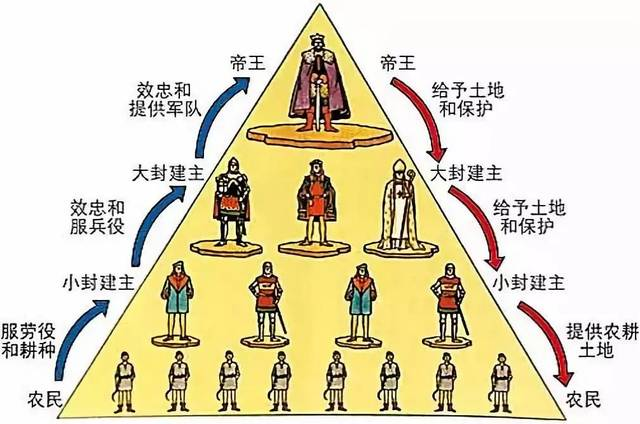 帝王
帝王
效忠和
提供军队
给予土地
和保护
大封建主
大封建主
效忠和
服兵役
给予土地
和保护
小封建主
小封建主
服劳役
和耕种
提供农耕
土地
农民
农民